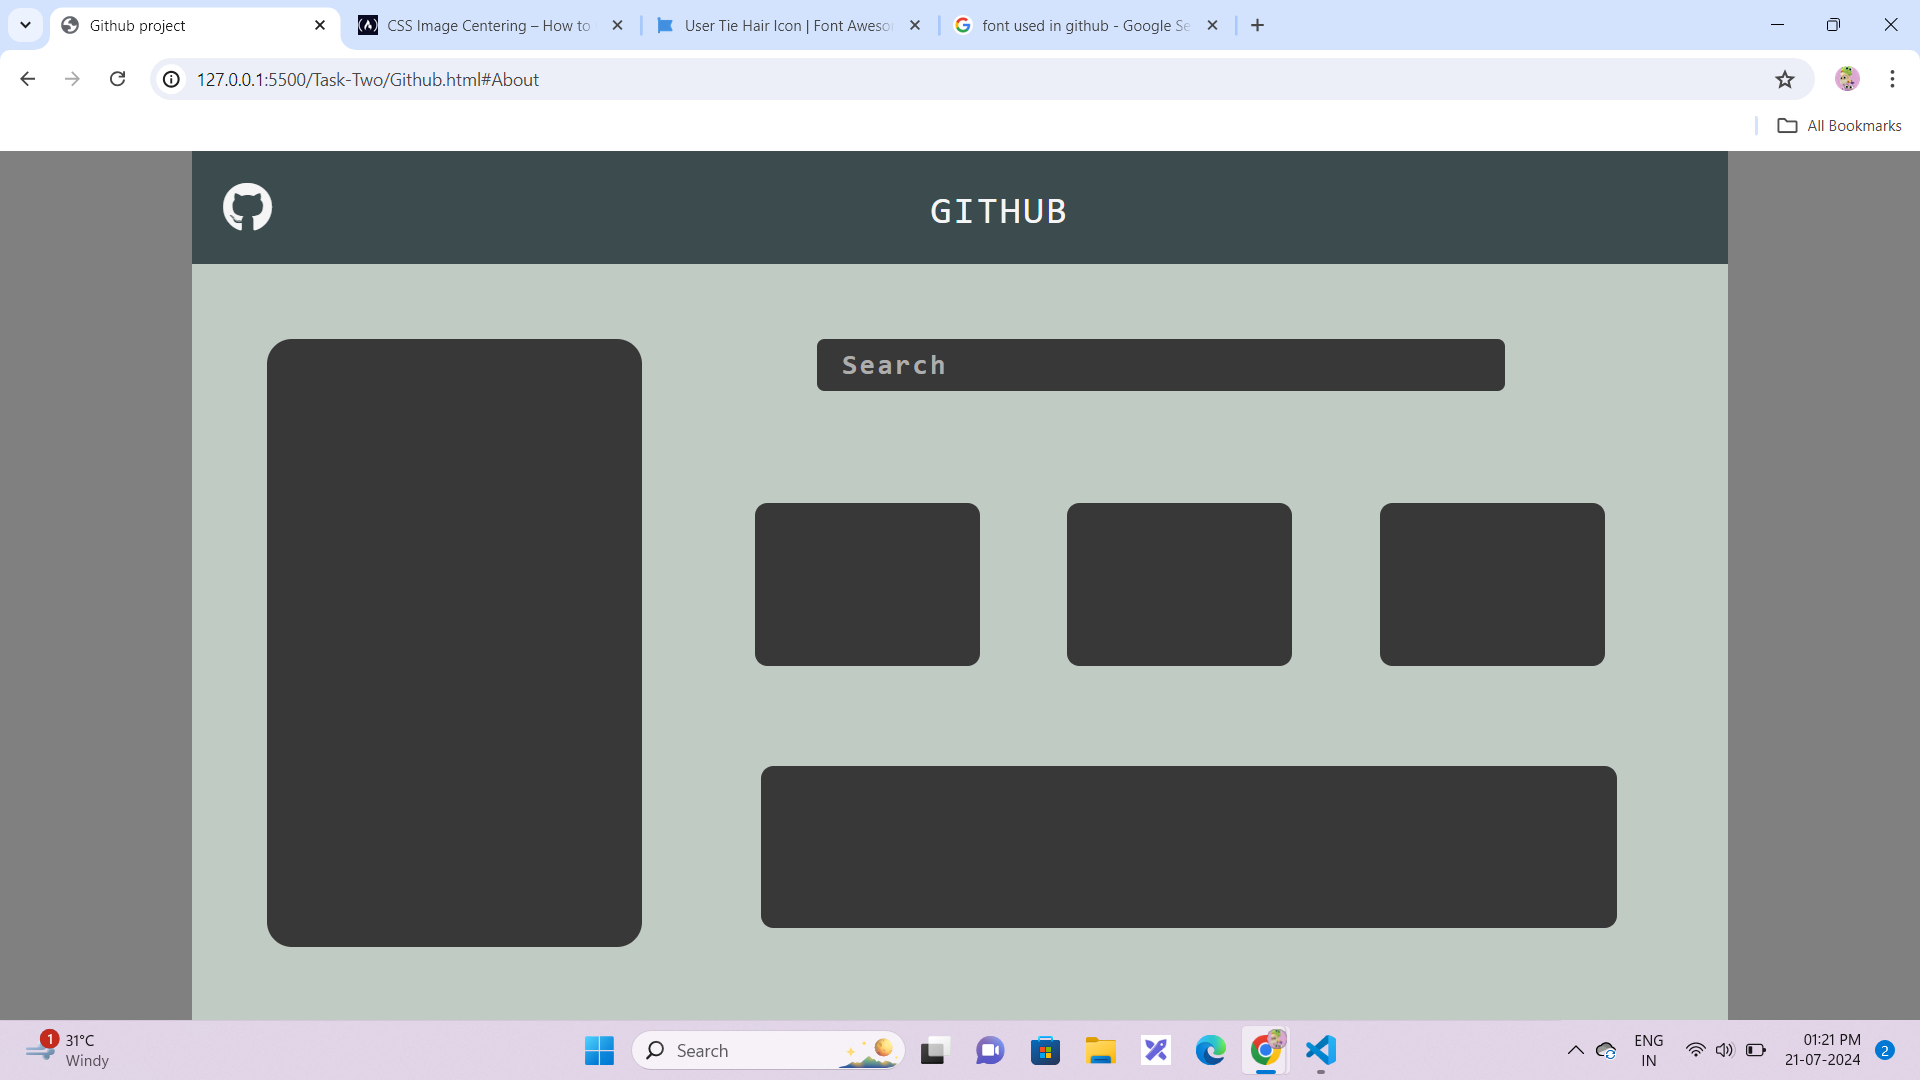 Github project
CSS Image Centering – How to
User Tie Hair Icon | Font Aweso
font used in github - Google Se
127.0.0.1:5500/Task-Two/Github.html#About
All Bookmarks
GITHUB
Search
1
31°C
Windy
Search
ENG
IN
01:21 PM
21-07-2024
2